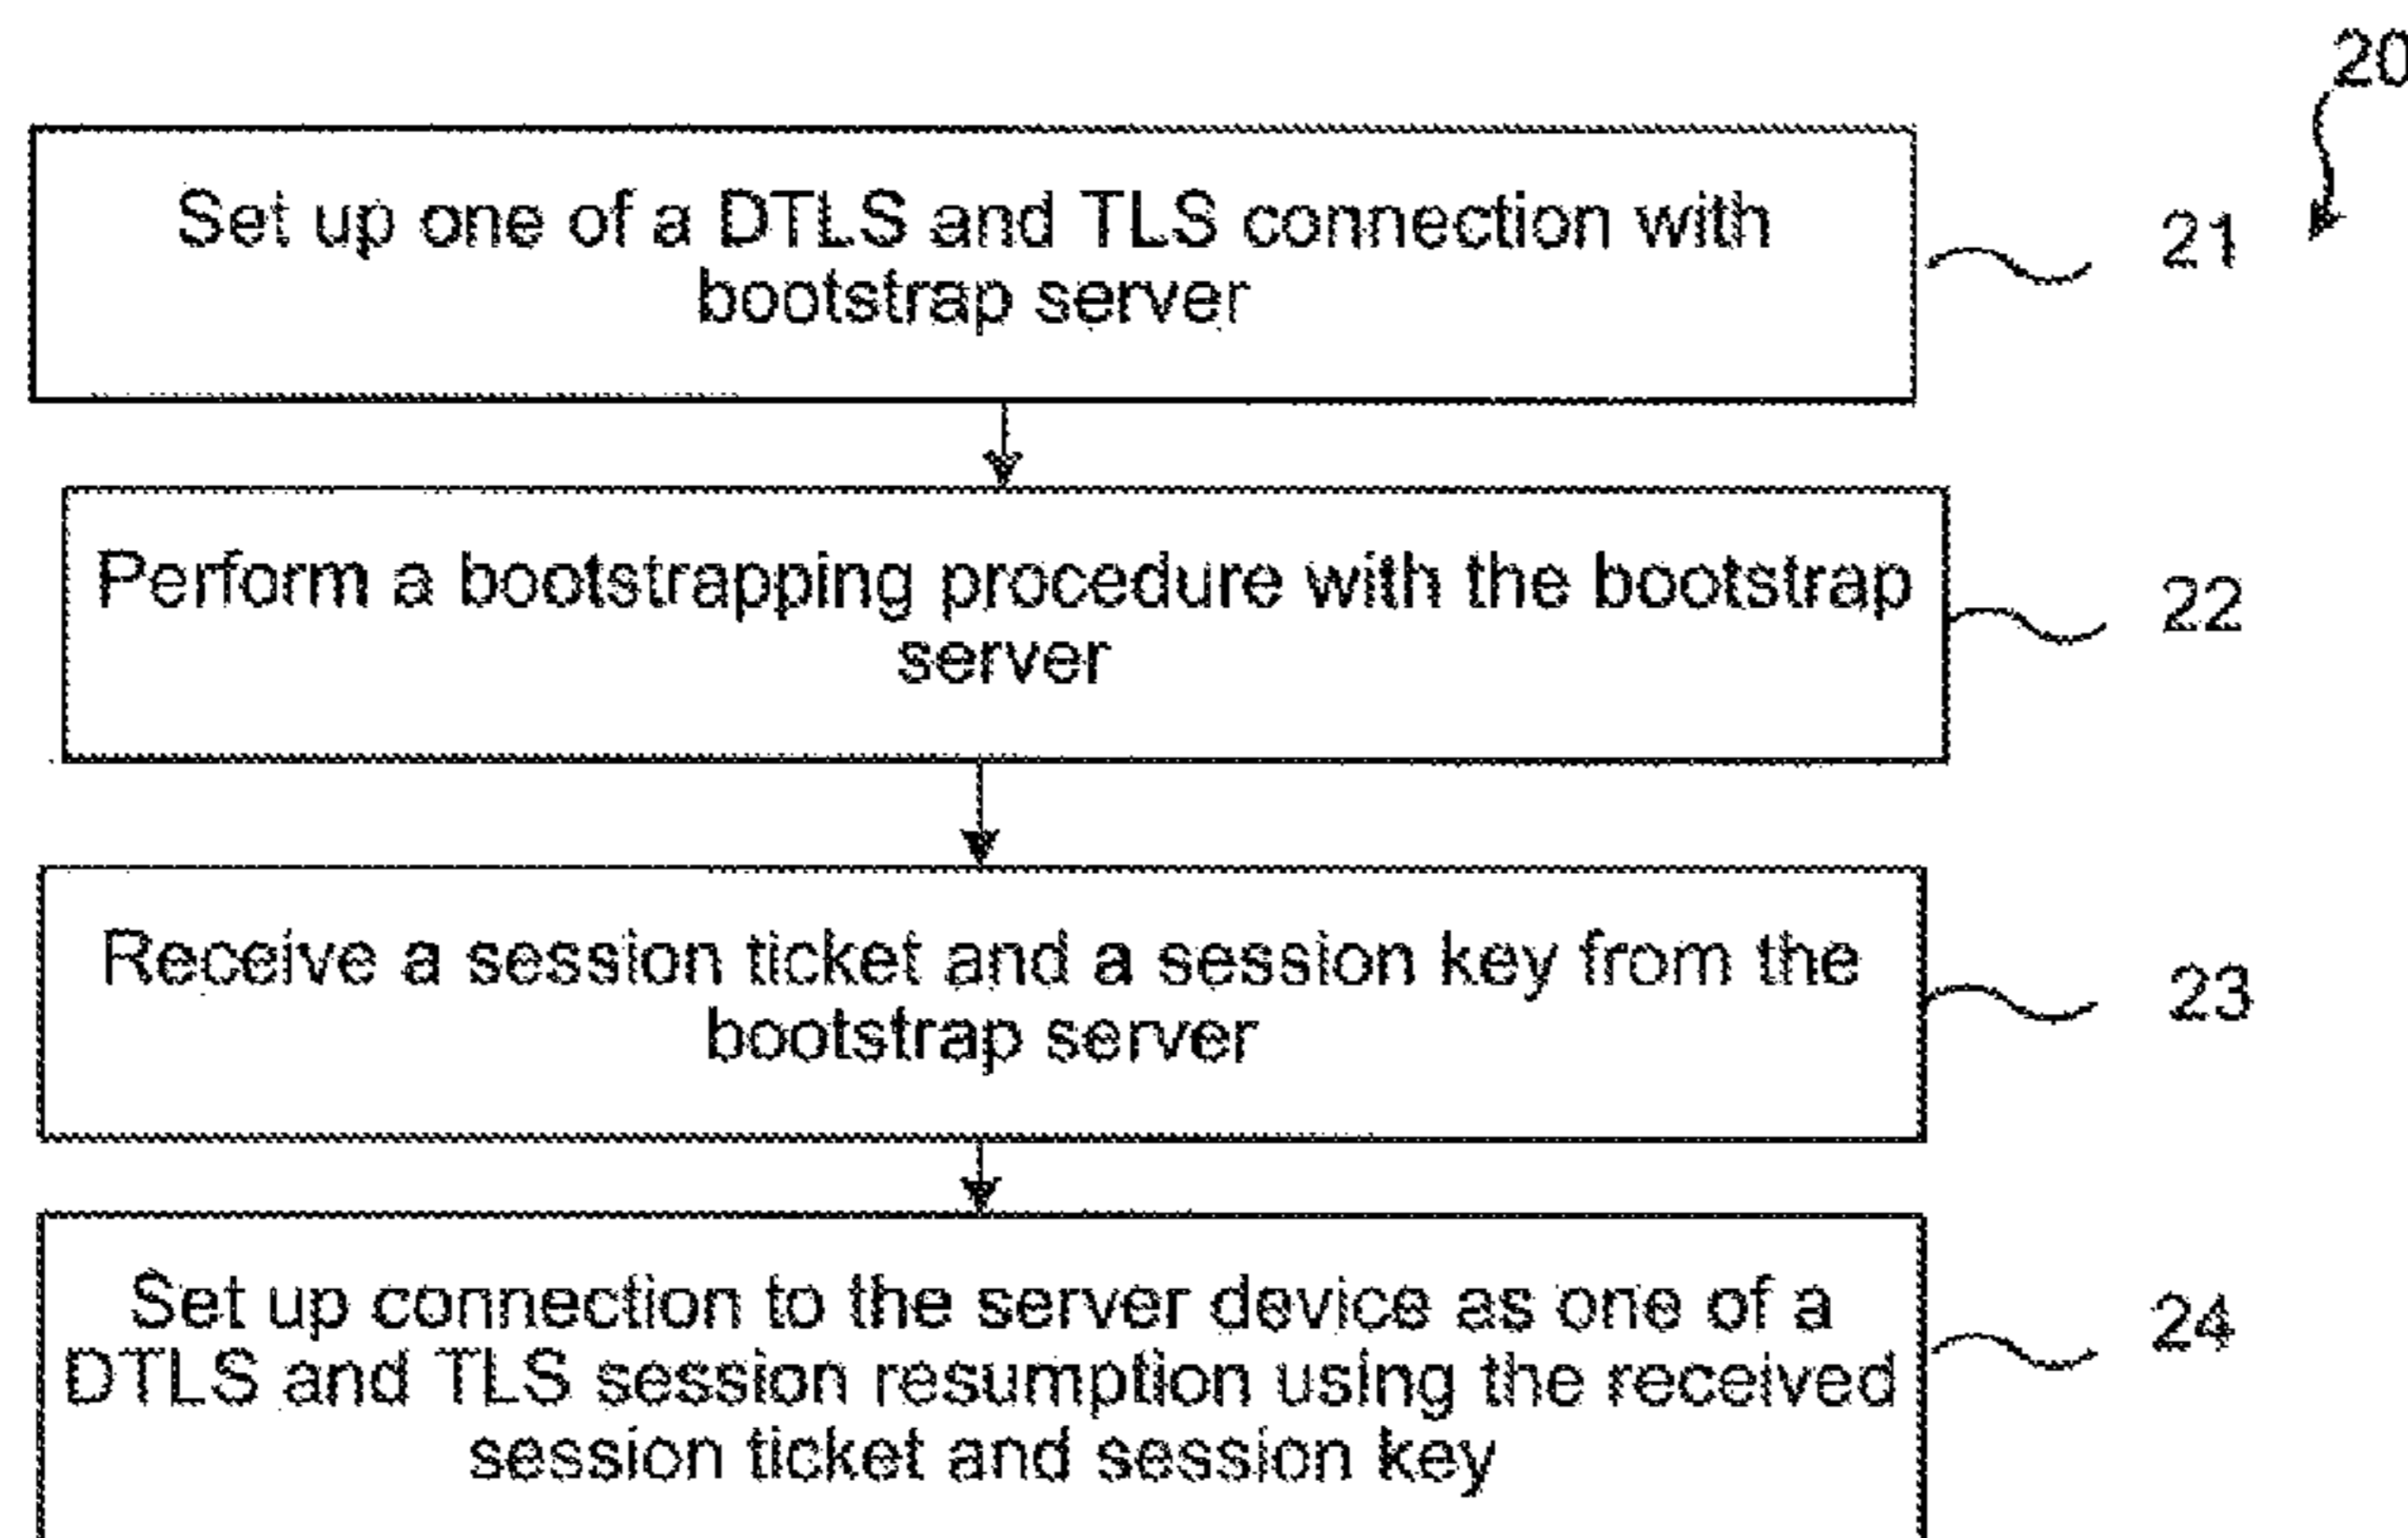 20
Set up one of a DTLS and TLS connection with
bootstrap server
21
Perform a bootstrapping procedure with the bootstrap
server
22
Receive a session ticket and a session key from the
bootstrap server
23
Set up connection to the server device as one of a
DTLS and TLS session resumption using the received
session ticket and session key
24